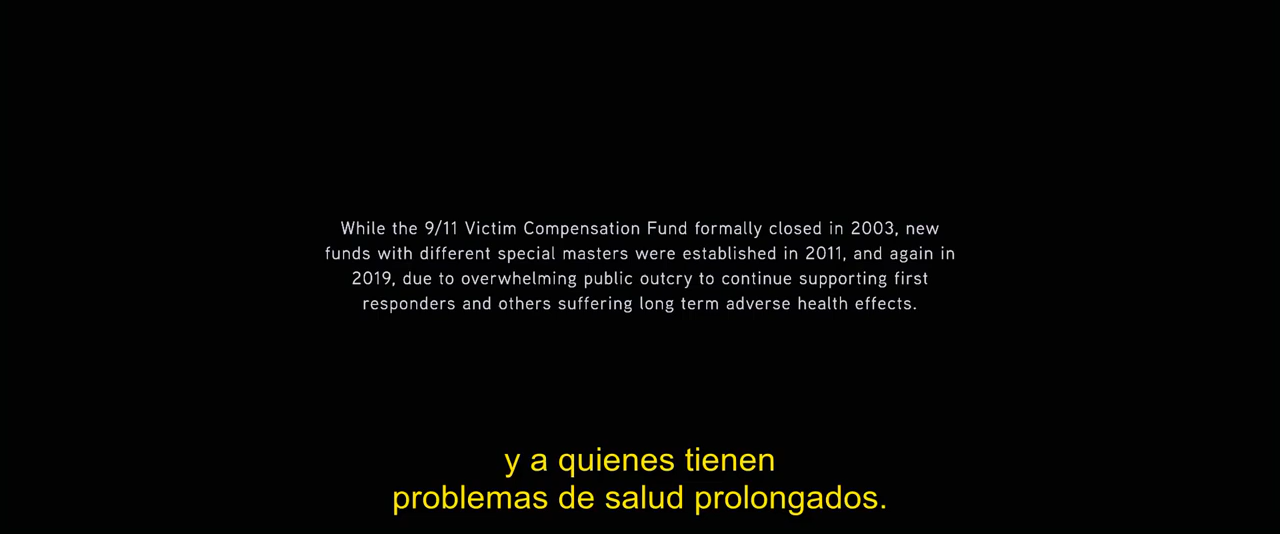 While the 9/11 Victim Compensation Fund formally closed in 2003, new
funds with different special masters were established in 2011, and again in
2019, due to overwhelming public outcry to continue supporting first
responders and others suffering long term adverse health effects.
y a quienes tienen
problemas de salud prolongados.